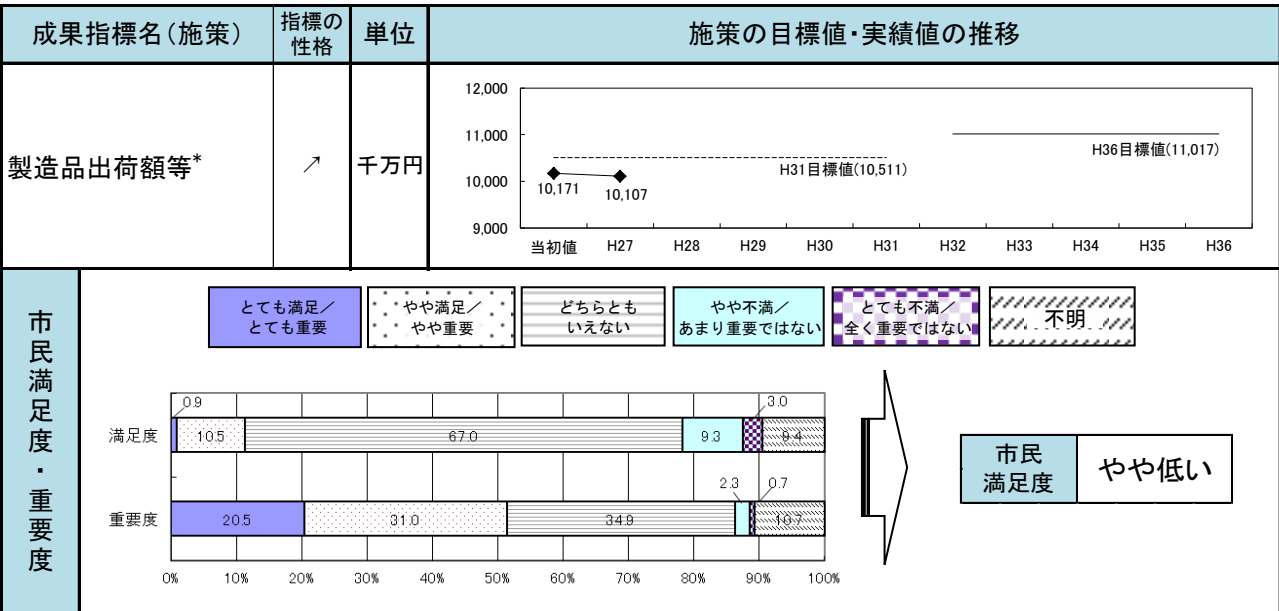 成果指標名(施策)
指標の
性格
単位
施策の目標値・実績値の推移
製造品出荷額等*
↗
千万円
12,000
11,000
10,000
9,000
10,171
10,107
H31目標値(10,511)
H36目標値(11,017)
当初値 H27 H28 H29 H30 H31 H32 H33 H34 H35 H36
市民満足度・重要度
とても満足/
とても重要
やや満足/
やや重要
どちらとも
いえない
やや不満/
あまり重要ではない
とても不満/
全く重要ではない
不明
満足度
0.9
10.5
67.0
9.3
3.0
9.4
重要度
20.5
31.0
34.9
2.3
0.7
10.7
0% 10% 20% 30% 40% 50% 60% 70% 80% 90% 100%
市民
満足度
やや低い